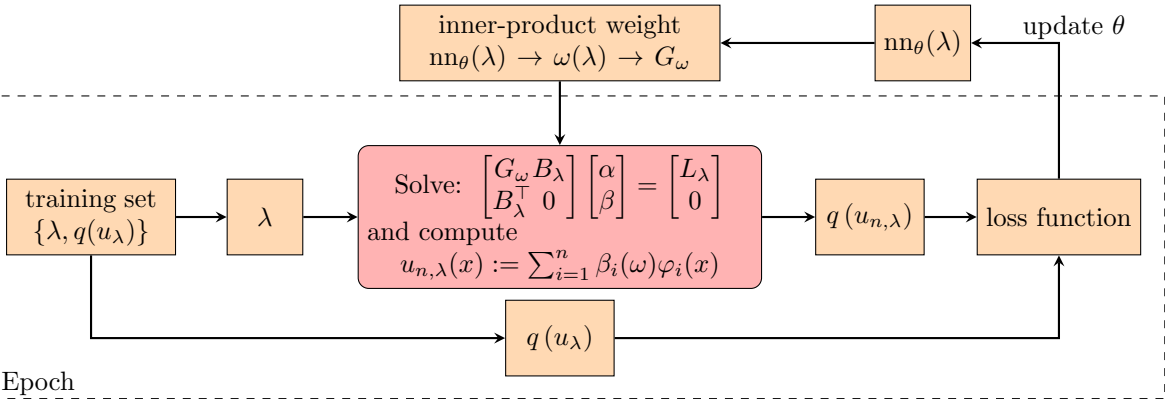 inner-product weight
nn_θ(λ) → ω(λ) → G_ω
nn_θ(λ)
update θ
training set
{λ, q(u_λ)}
λ
Solve: [G_ω B_λ; B_λ^⊤ 0] [α; β] = [L_λ; 0]
and compute
u_{n,λ}(x) := ∑_{i=1}^{n} β_i(ω)φ_i(x)
q (u_{n,λ})
loss function
q (u_λ)
Epoch